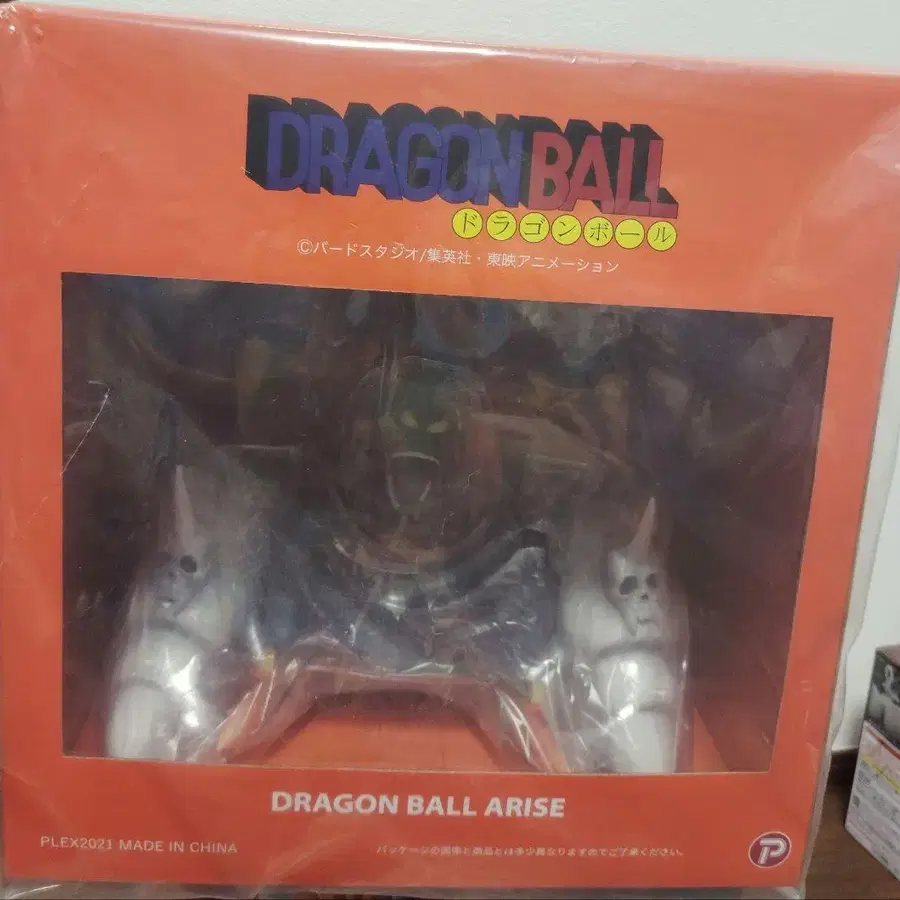 DRAGON BALL
ドラゴンボール
©バードスタジオ/集英社・東映アニメーション
DRAGON BALL ARISE
PLEX2021 MADE IN CHINA
パッケージの画像と商品とは多少異なりますのでご了承ください。
P